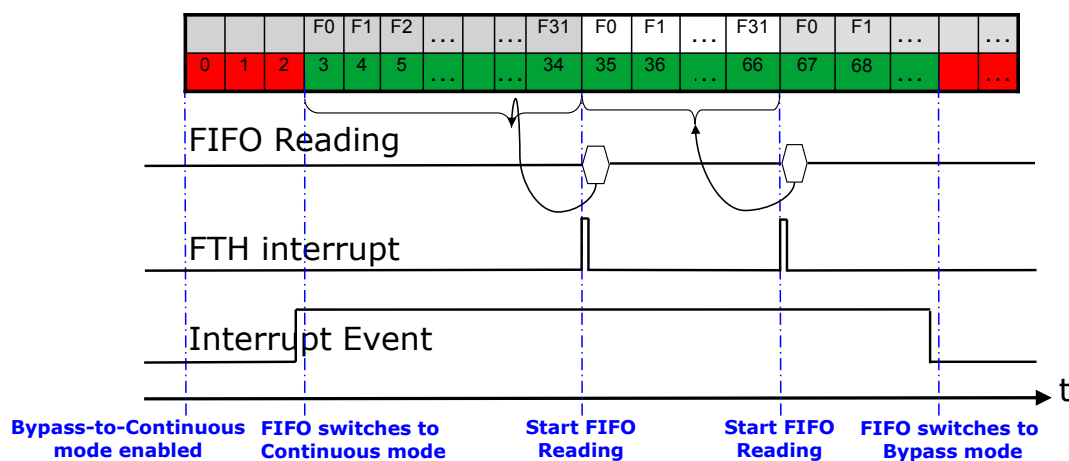 F0 F1 F2 ... ... F31 F0 F1 ... F31 F0 F1 ... ...
0 1 2 3 4 5 ... ... 34 35 36 ... 66 67 68 ... ...
FIFO Reading
FTH interrupt
Interrupt Event
t
Bypass-to-Continuous
mode enabled
FIFO switches to
Continuous mode
Start FIFO
Reading
Start FIFO
Reading
FIFO switches to
Bypass mode